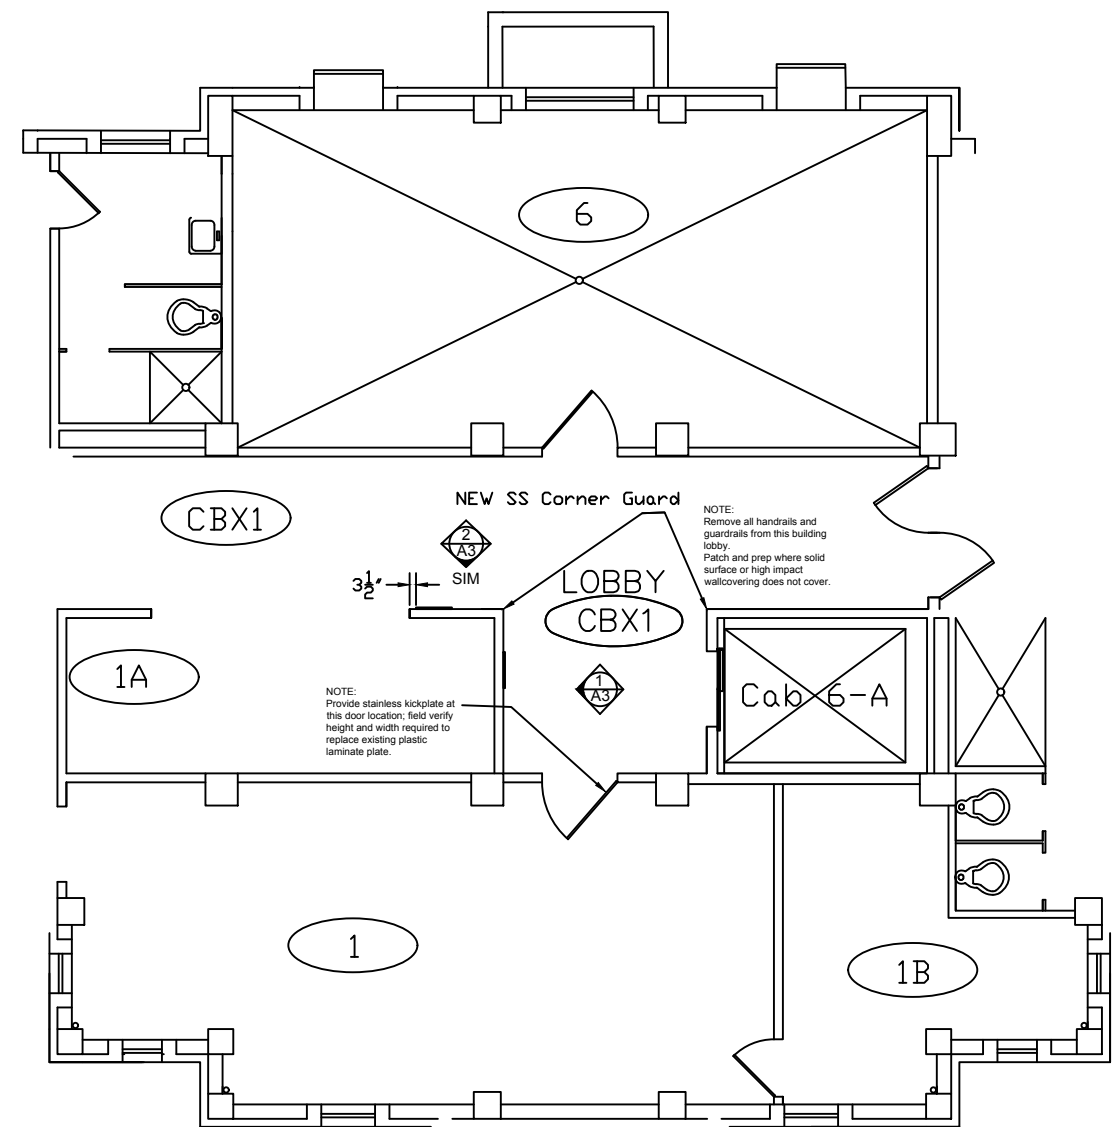 6
NEW SS Corner Guard
CBX1
NOTE:
Remove all handrails and
guardrails from this building
lobby.
Patch and prep where solid
surface or high impact
wallcovering does not cover.
2
A3
SIM
3 1/2"
LOBBY
CBX1
1A
1
A3
Cab 6-A
NOTE:
Provide stainless kickplate at
this door location; field verify
height and width required to
replace existing plastic
laminate plate.
1
1B